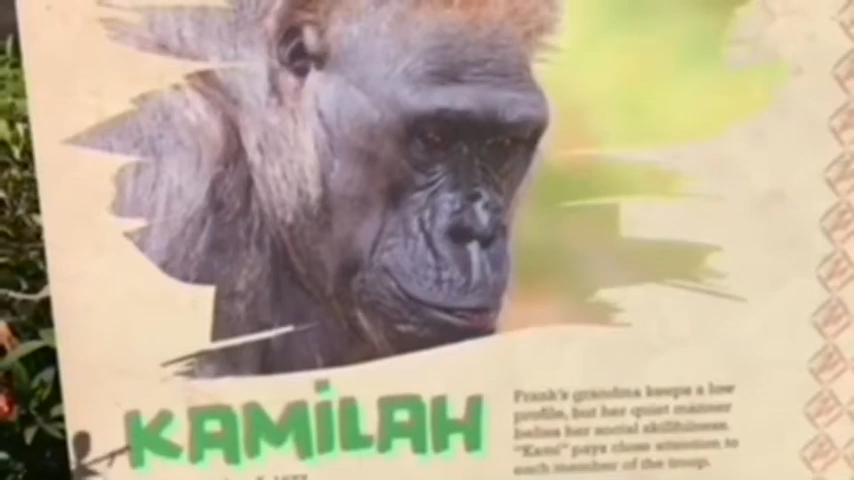 KAMiLAH
Frank's grandma keeps a low
profile, but her quiet manner
belies her social skillfulness.
"Kami" pays close attention to
each member of the troop.